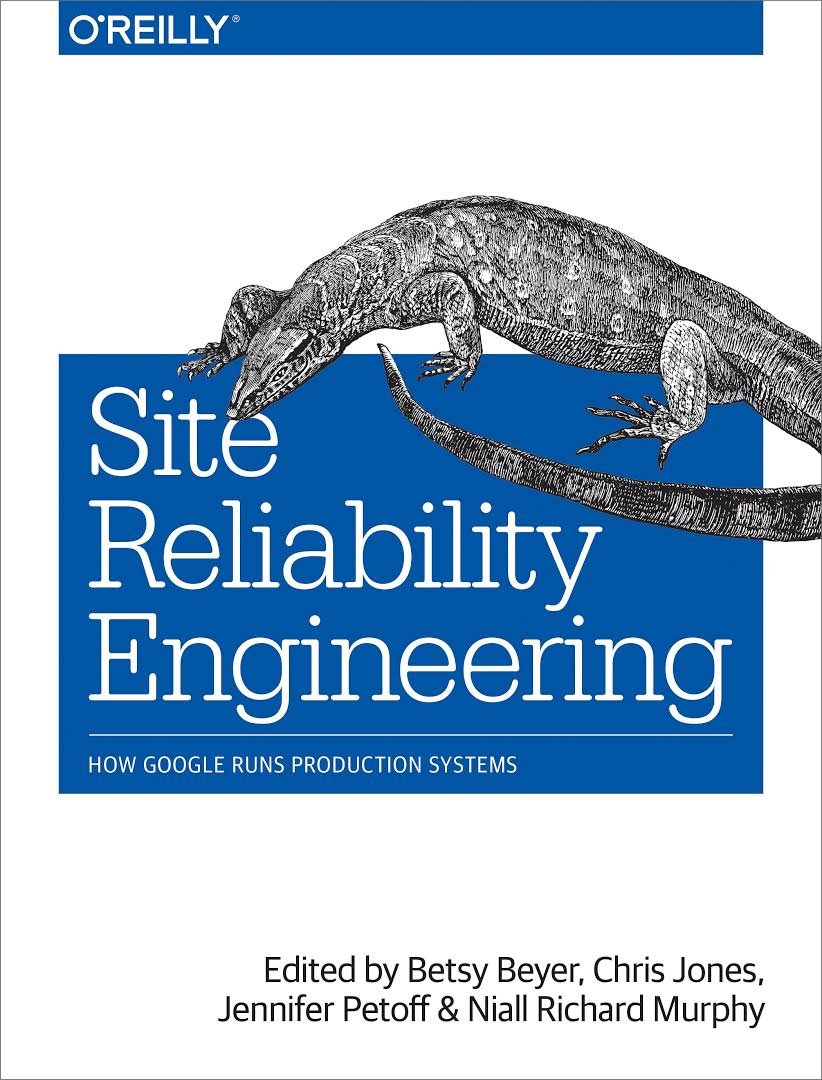 O'REILLY®
Site
Reliability
Engineering
HOW GOOGLE RUNS PRODUCTION SYSTEMS
Edited by Betsy Beyer, Chris Jones,
Jennifer Petoff & Niall Richard Murphy